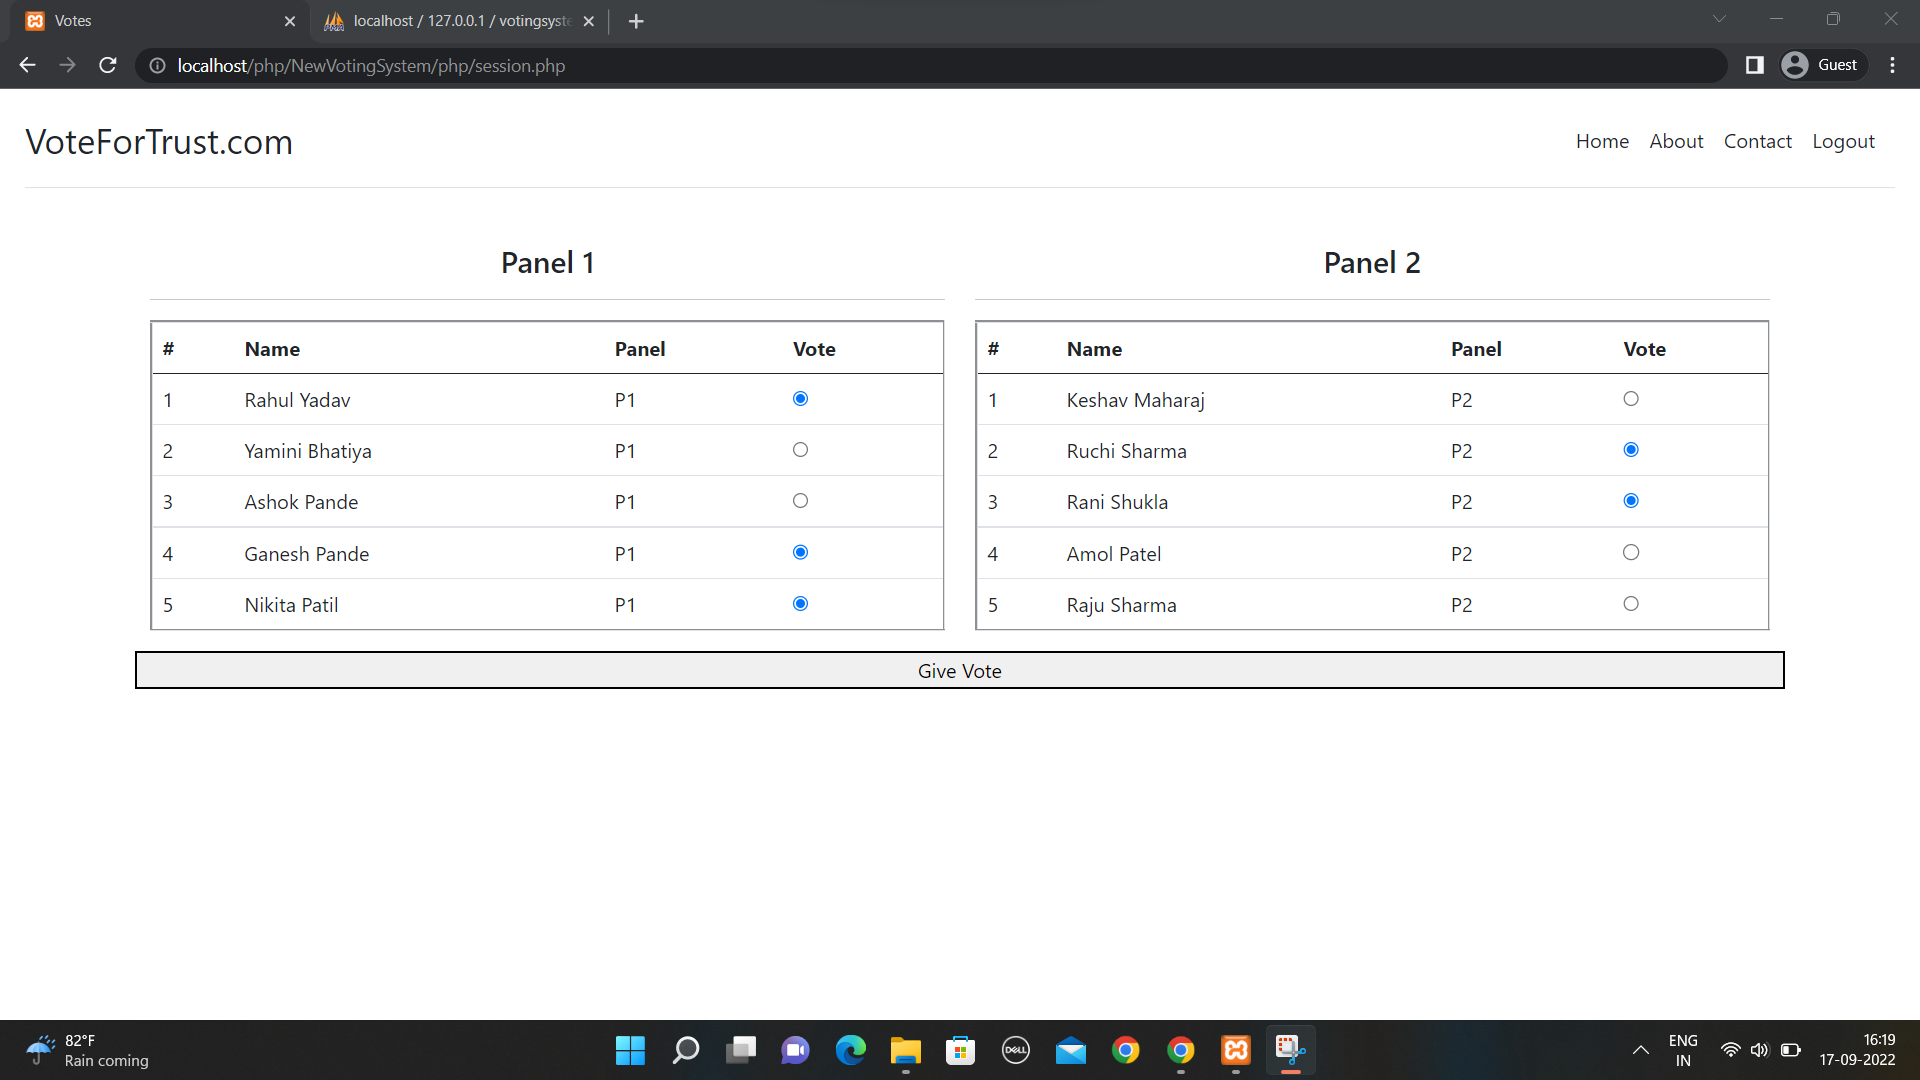 Votes
localhost / 127.0.0.1 / votingsyste
localhost/php/NewVotingSystem/php/session.php
Guest
VoteForTrust.com
Home About Contact Logout
Panel 1
# Name Panel Vote
1 Rahul Yadav P1
2 Yamini Bhatiya P1
3 Ashok Pande P1
4 Ganesh Pande P1
5 Nikita Patil P1
Panel 2
# Name Panel Vote
1 Keshav Maharaj P2
2 Ruchi Sharma P2
3 Rani Shukla P2
4 Amol Patel P2
5 Raju Sharma P2
Give Vote
82°F
Rain coming
DELL
ENG
IN
16:19
17-09-2022